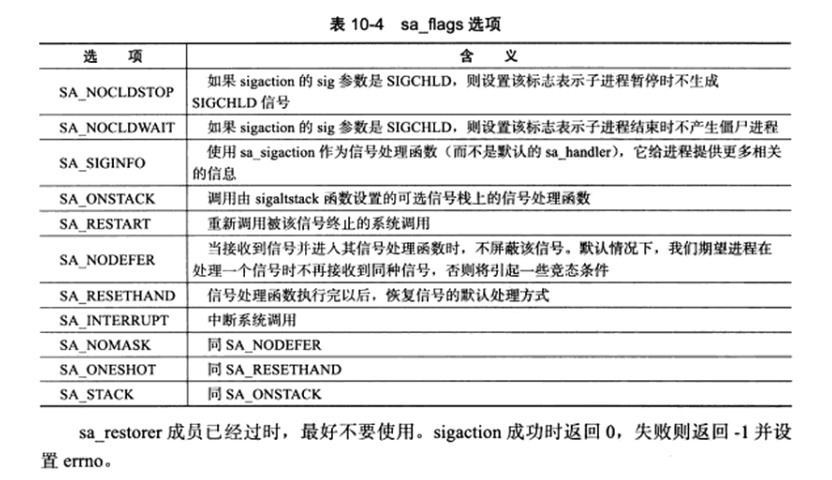 表 10-4 sa_flags 选项
选 项 含 义
SA_NOCLDSTOP 如果 sigaction 的 sig 参数是 SIGCHLD，则设置该标志表示子进程暂停时不生成
SIGCHLD 信号
SA_NOCLDWAIT 如果 sigaction 的 sig 参数是 SIGCHLD，则设置该标志表示子进程结束时不产生僵尸进程
SA_SIGINFO 使用 sa_sigaction 作为信号处理函数（而不是默认的 sa_handler），它给进程提供更多相关
的信息
SA_ONSTACK 调用由 sigaltstack 函数设置的可选信号栈上的信号处理函数
SA_RESTART 重新调用被该信号终止的系统调用
SA_NODEFER 当接收到信号并进入其信号处理函数时，不屏蔽该信号。默认情况下，我们期望进程在
处理一个信号时不再接收到同种信号，否则将引起一些竞态条件
SA_RESETHAND 信号处理函数执行完以后，恢复信号的默认处理方式
SA_INTERRUPT 中断系统调用
SA_NOMASK 同 SA_NODEFER
SA_ONESHOT 同 SA_RESETHAND
SA_STACK 同 SA_ONSTACK
sa_restorer 成员已经过时，最好不要使用。sigaction 成功时返回 0，失败则返回 -1 并设
置 errno。